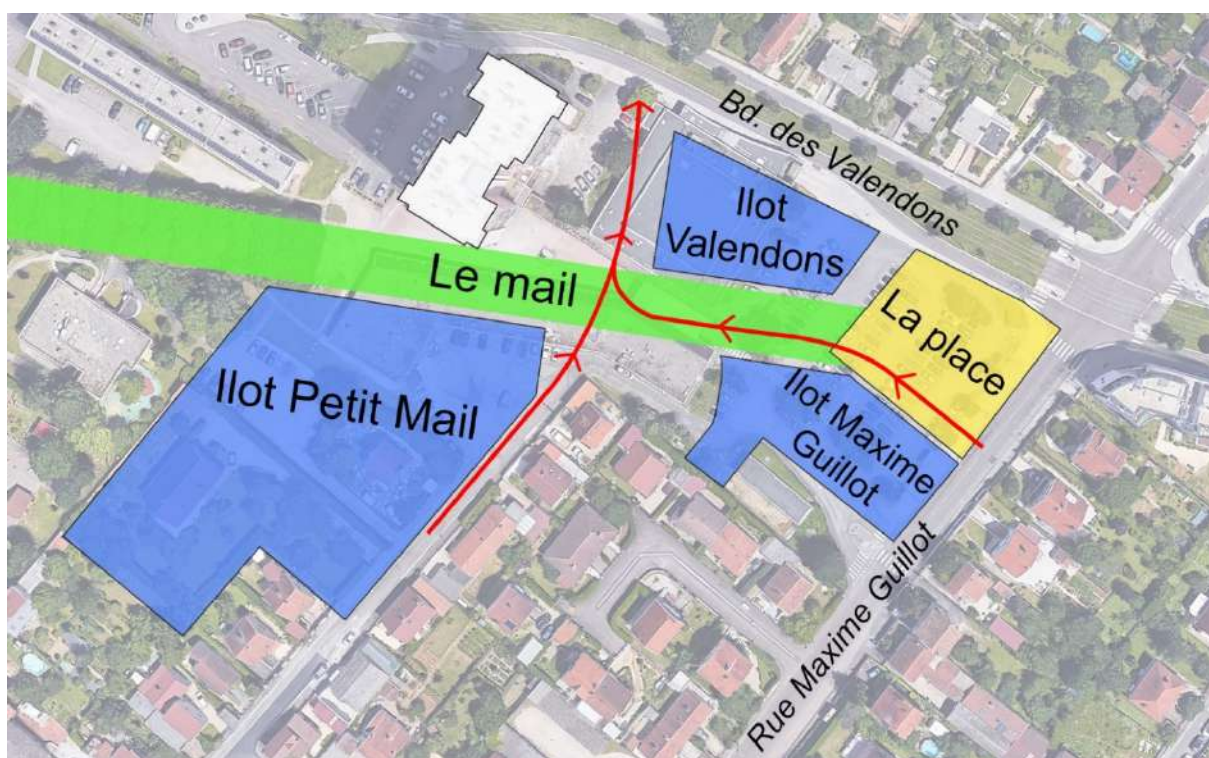 Bd. des Valendons
Ilot
Valendons
Le mail
La place
Ilot Petit Mail
Ilot Maxime
Guillot
Rue Maxime Guillot